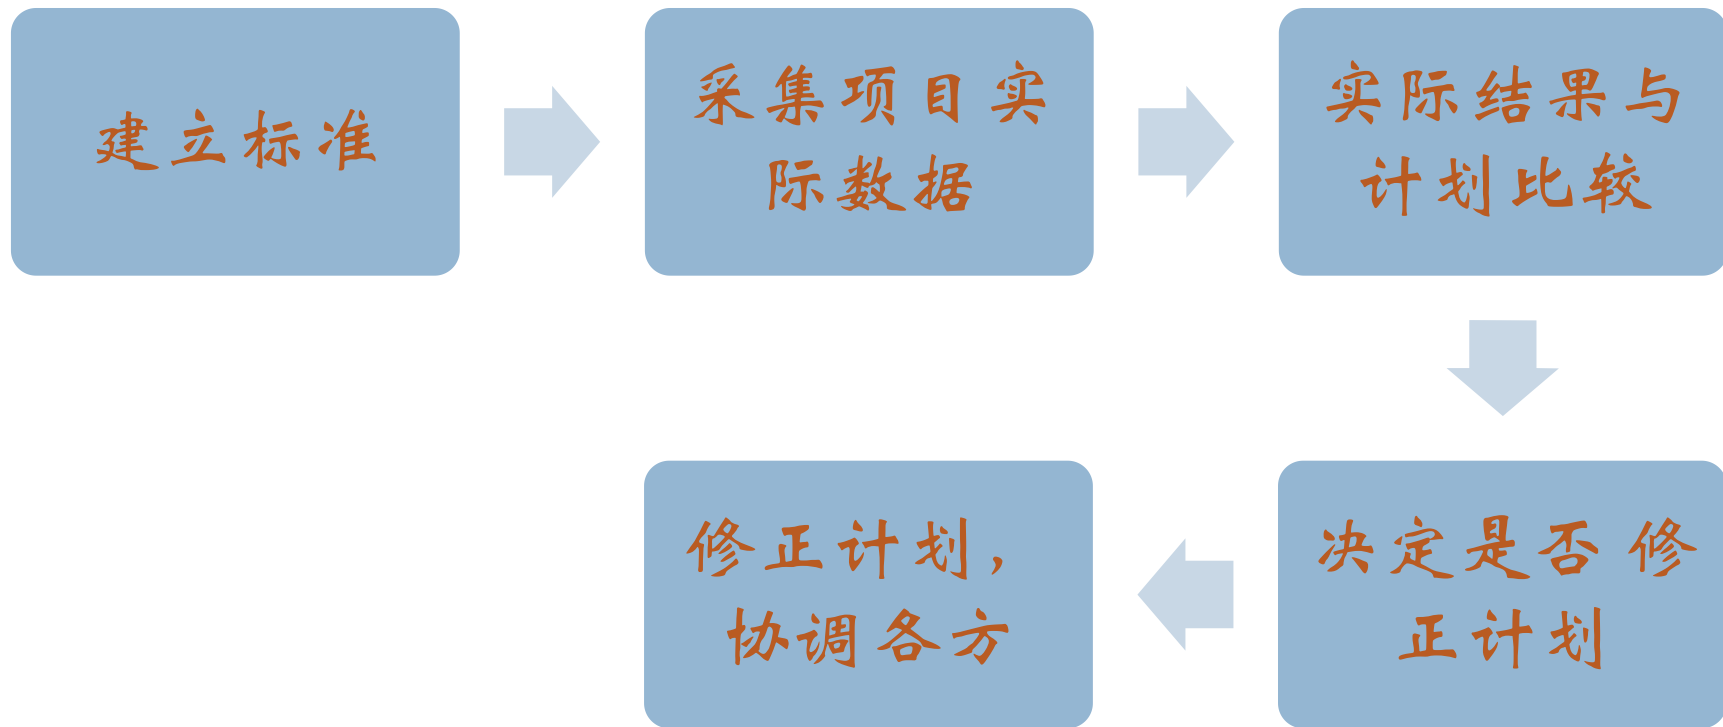 建立标准
采集项目实
际数据
实际结果与
计划比较
决定是否 修
正计划
修正计划，
协调各方